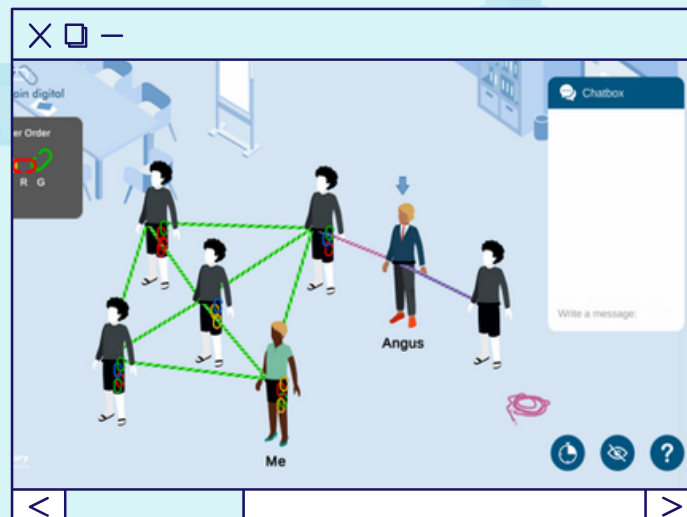 ain digital
er Order
R G
Chatbox
Angus
Write a message:
Me
?